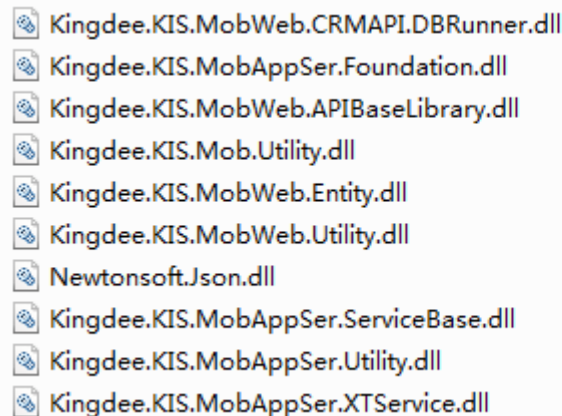 Kingdee.KIS.MobWeb.CRMAPI.DBRunner.dll
Kingdee.KIS.MobAppSer.Foundation.dll
Kingdee.KIS.MobWeb.APIBaseLibrary.dll
Kingdee.KIS.Mob.Utility.dll
Kingdee.KIS.MobWeb.Entity.dll
Kingdee.KIS.MobWeb.Utility.dll
Newtonsoft.Json.dll
Kingdee.KIS.MobAppSer.ServiceBase.dll
Kingdee.KIS.MobAppSer.Utility.dll
Kingdee.KIS.MobAppSer.XTService.dll